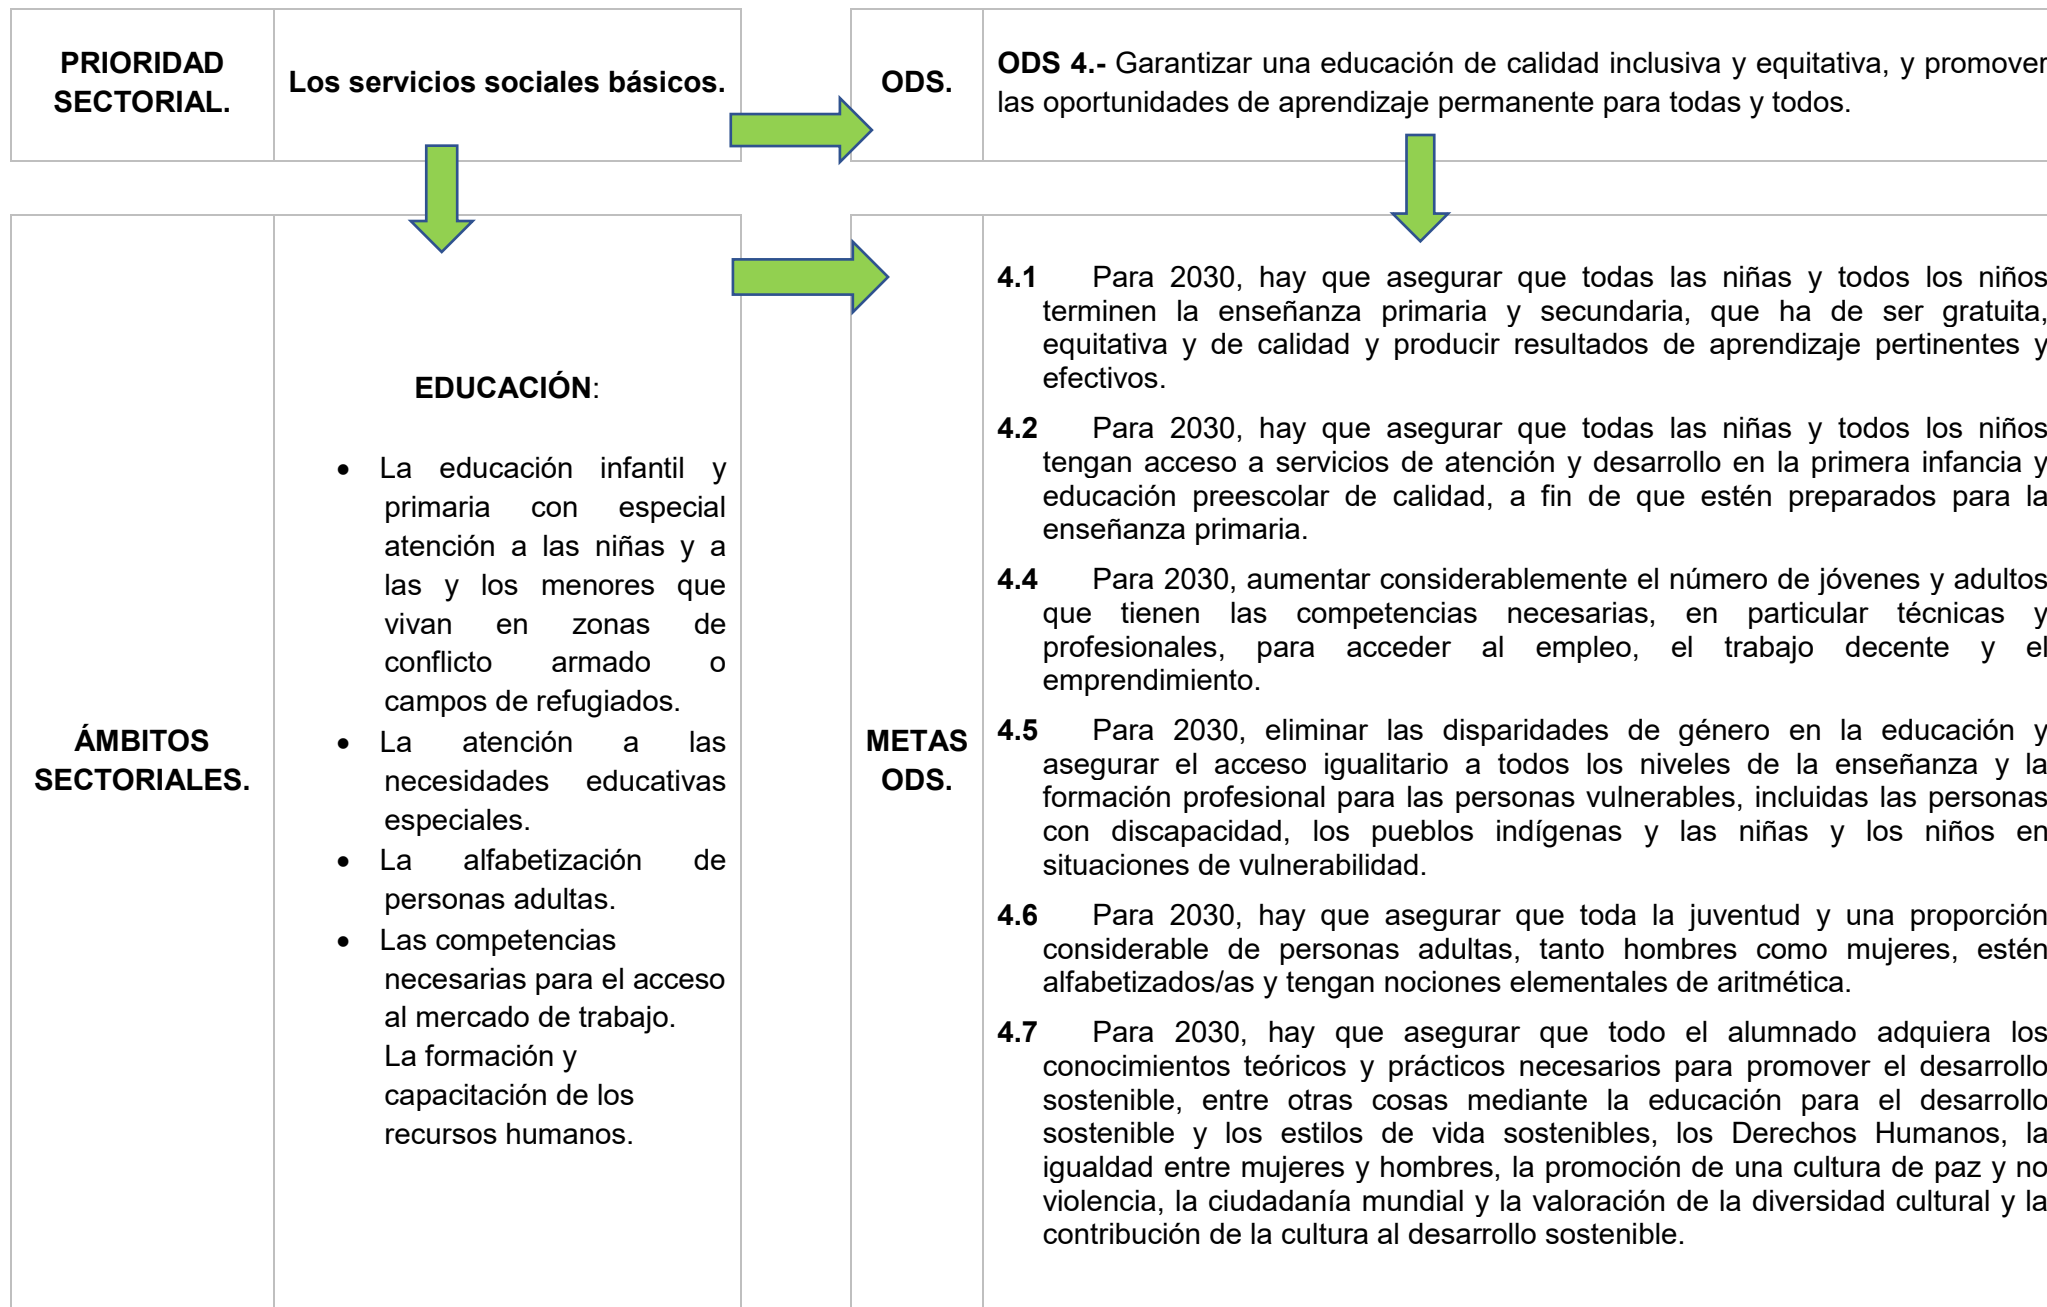 PRIORIDAD
SECTORIAL.
Los servicios sociales básicos.
ODS.
ODS 4.- Garantizar una educación de calidad inclusiva y equitativa, y promover
las oportunidades de aprendizaje permanente para todas y todos.
ÁMBITOS
SECTORIALES.
EDUCACIÓN:
• La educación infantil y
primaria con especial
atención a las niñas y a
las y los menores que
vivan en zonas de
conflicto armado o
campos de refugiados.
• La atención a las
necesidades educativas
especiales.
• La alfabetización de
personas adultas.
• Las competencias
necesarias para el acceso
al mercado de trabajo.
La formación y
capacitación de los
recursos humanos.
METAS
ODS.
4.1 Para 2030, hay que asegurar que todas las niñas y todos los niños
terminen la enseñanza primaria y secundaria, que ha de ser gratuita,
equitativa y de calidad y producir resultados de aprendizaje pertinentes y
efectivos.
4.2 Para 2030, hay que asegurar que todas las niñas y todos los niños
tengan acceso a servicios de atención y desarrollo en la primera infancia y
educación preescolar de calidad, a fin de que estén preparados para la
enseñanza primaria.
4.4 Para 2030, aumentar considerablemente el número de jóvenes y adultos
que tienen las competencias necesarias, en particular técnicas y
profesionales, para acceder al empleo, el trabajo decente y el
emprendimiento.
4.5 Para 2030, eliminar las disparidades de género en la educación y
asegurar el acceso igualitario a todos los niveles de la enseñanza y la
formación profesional para las personas vulnerables, incluidas las personas
con discapacidad, los pueblos indígenas y las niñas y los niños en
situaciones de vulnerabilidad.
4.6 Para 2030, hay que asegurar que toda la juventud y una proporción
considerable de personas adultas, tanto hombres como mujeres, estén
alfabetizados/as y tengan nociones elementales de aritmética.
4.7 Para 2030, hay que asegurar que todo el alumnado adquiera los
conocimientos teóricos y prácticos necesarios para promover el desarrollo
sostenible, entre otras cosas mediante la educación para el desarrollo
sostenible y los estilos de vida sostenibles, los Derechos Humanos, la
igualdad entre mujeres y hombres, la promoción de una cultura de paz y no
violencia, la ciudadanía mundial y la valoración de la diversidad cultural y la
contribución de la cultura al desarrollo sostenible.